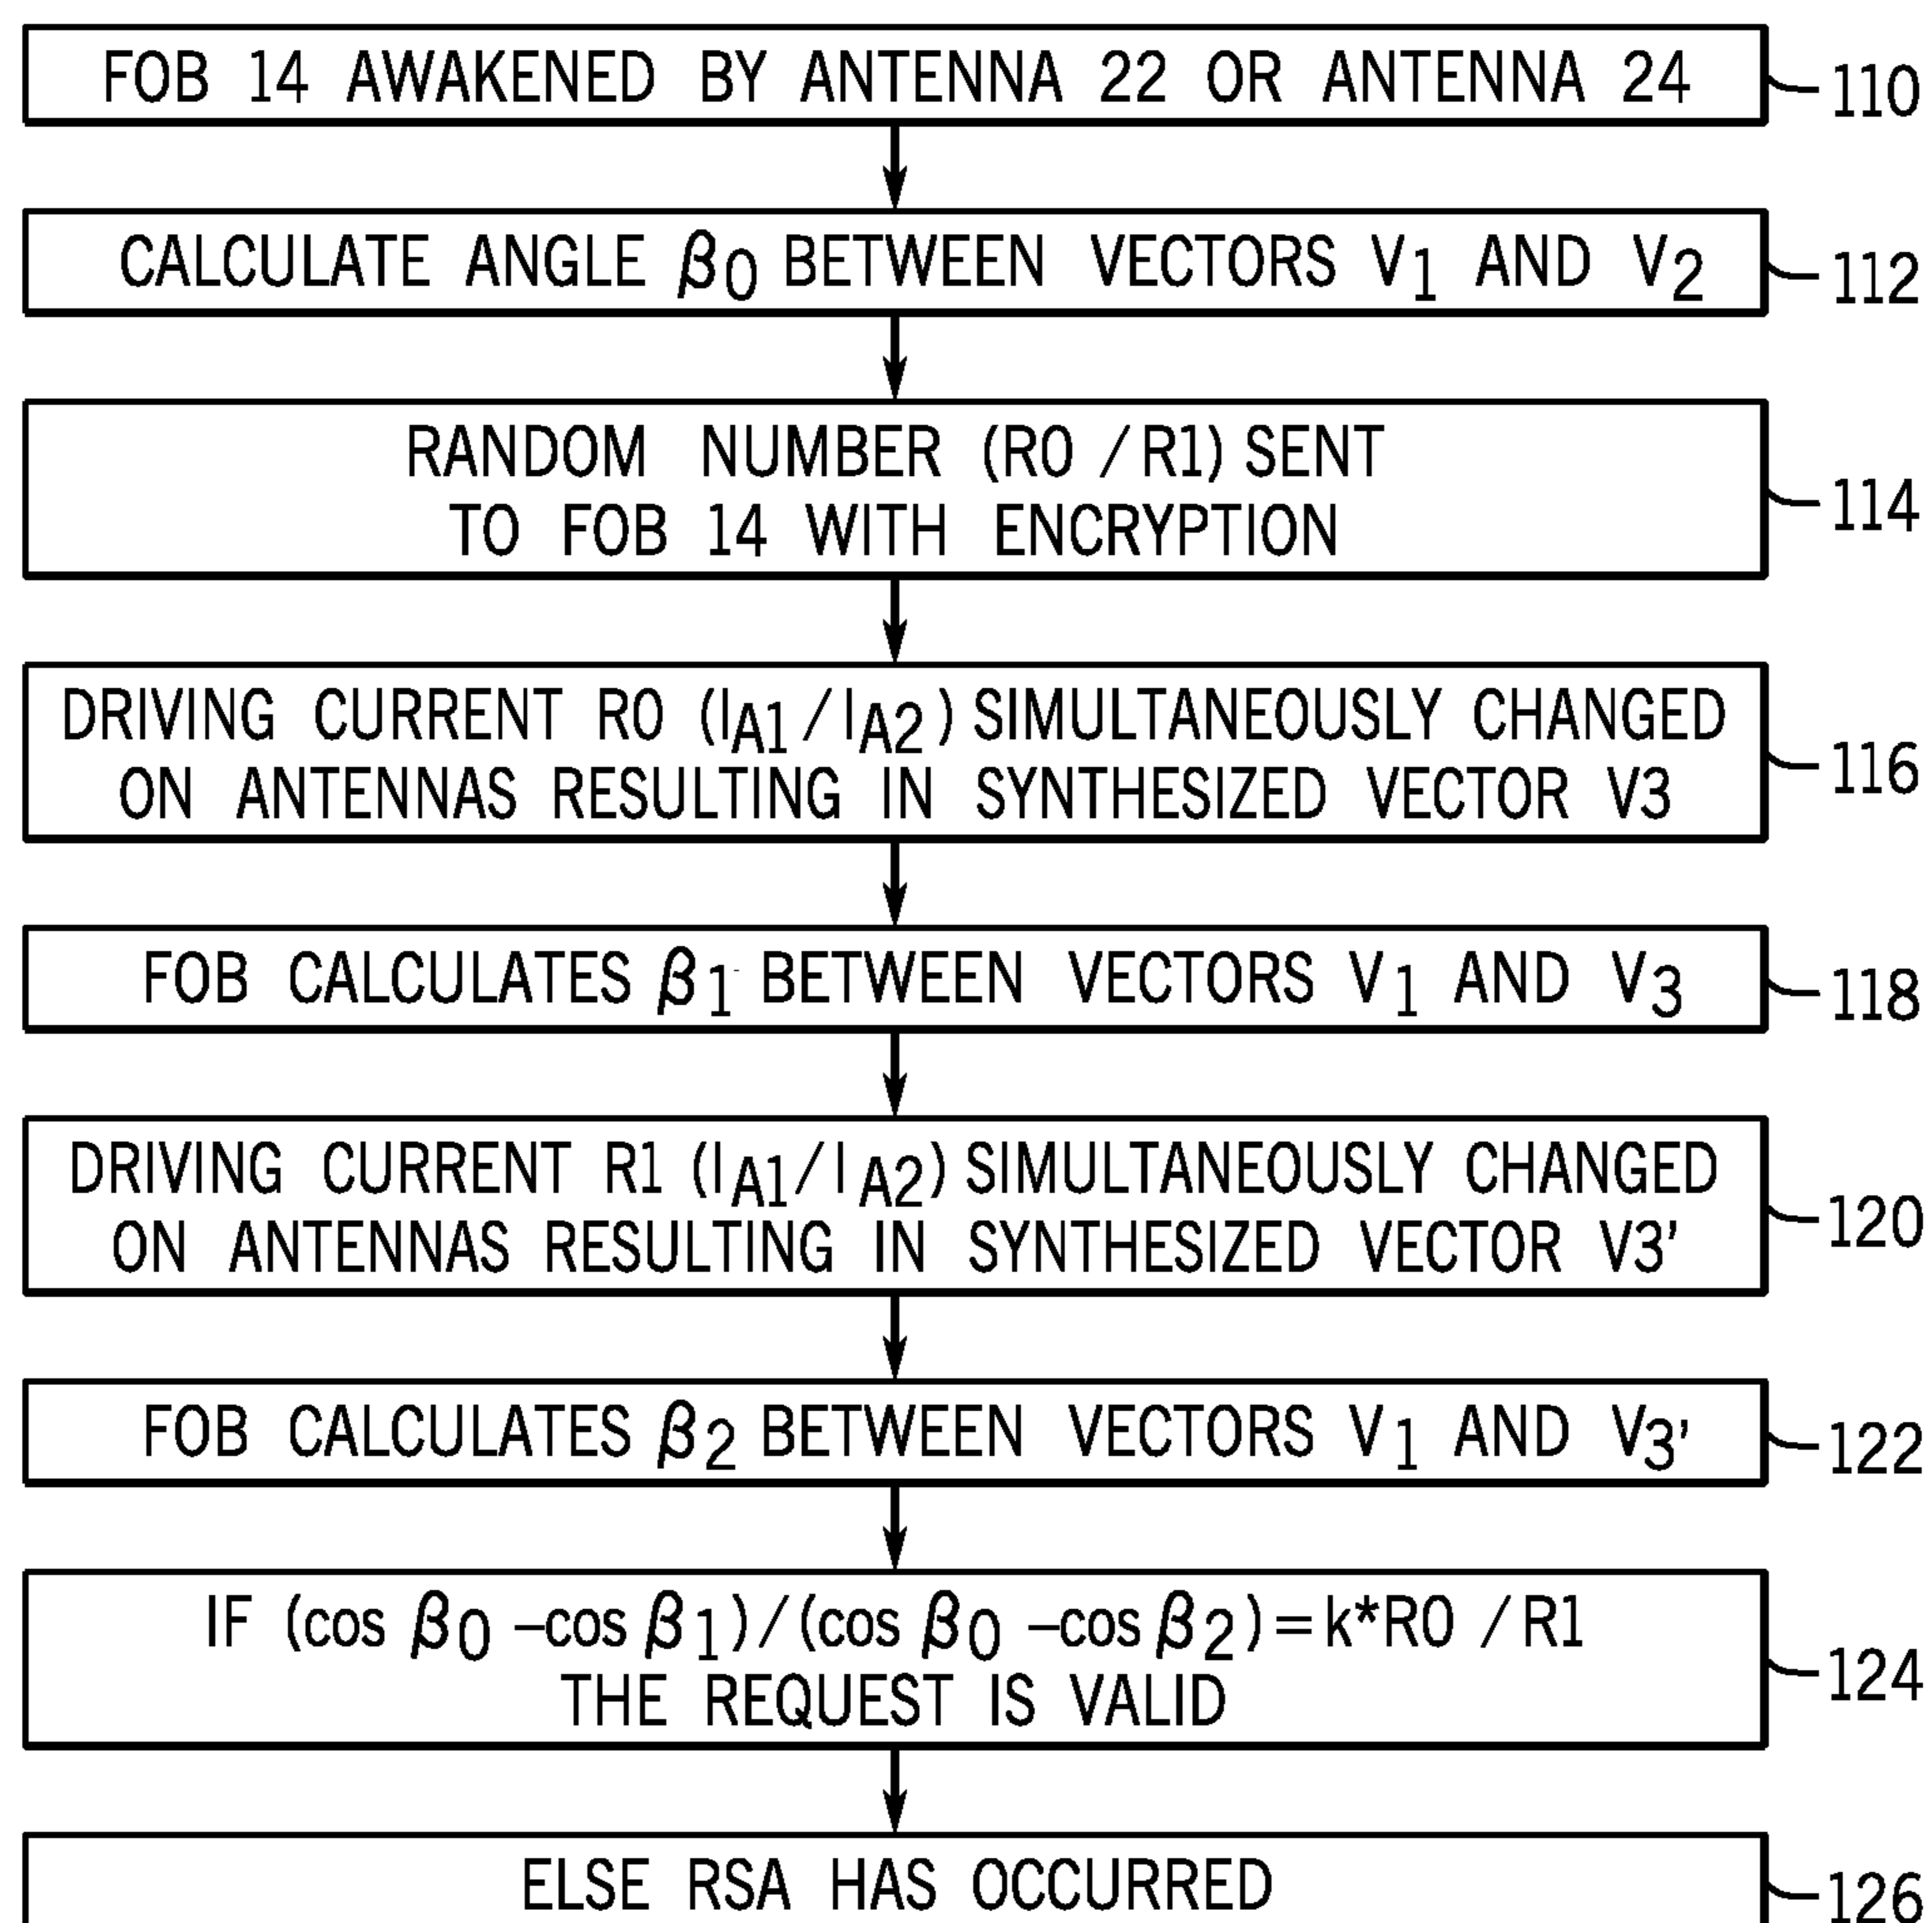 FOB 14 AWAKENED BY ANTENNA 22 OR ANTENNA 24
110
CALCULATE ANGLE β0 BETWEEN VECTORS V1 AND V2
112
RANDOM NUMBER (R0 / R1) SENT
TO FOB 14 WITH ENCRYPTION
114
DRIVING CURRENT R0 (IA1/IA2) SIMULTANEOUSLY CHANGED
ON ANTENNAS RESULTING IN SYNTHESIZED VECTOR V3
116
FOB CALCULATES β1 BETWEEN VECTORS V1 AND V3
118
DRIVING CURRENT R1 (IA1/IA2) SIMULTANEOUSLY CHANGED
ON ANTENNAS RESULTING IN SYNTHESIZED VECTOR V3'
120
FOB CALCULATES β2 BETWEEN VECTORS V1 AND V3'
122
IF (cos β0 -cos β1)/(cos β0 -cos β2)=k*R0 / R1
THE REQUEST IS VALID
124
ELSE RSA HAS OCCURRED
126